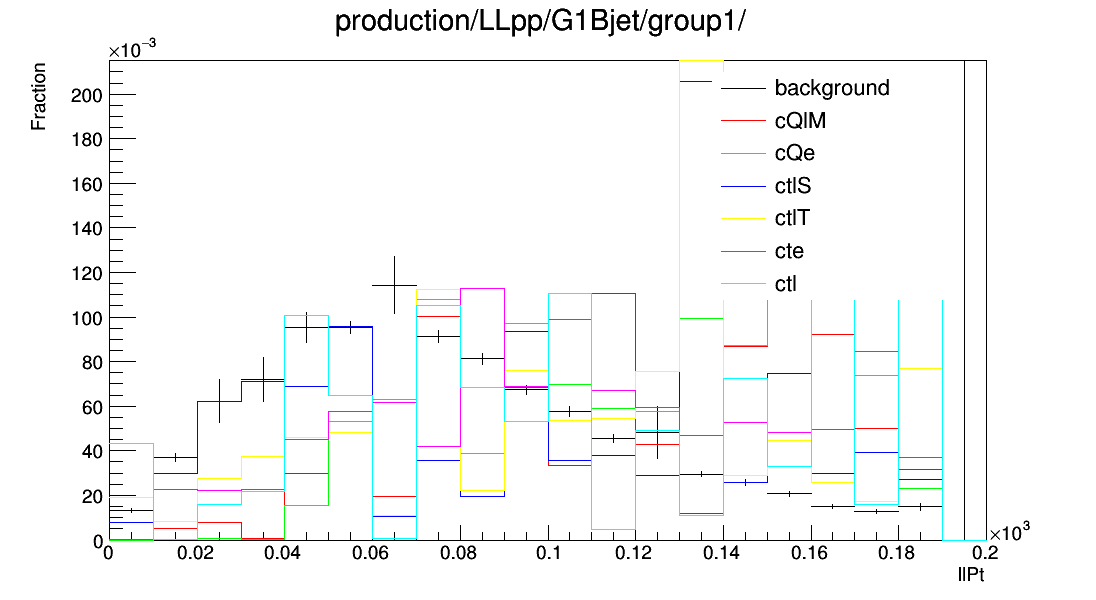 production/LLpp/G1Bjet/group1/
×10⁻³
Fraction
200
180
160
140
120
100
80
60
40
20
0
background
cQlM
cQe
ctlS
ctlT
cte
ctl
0 0.02 0.04 0.06 0.08 0.1 0.12 0.14 0.16 0.18 0.2
×10³
llPt